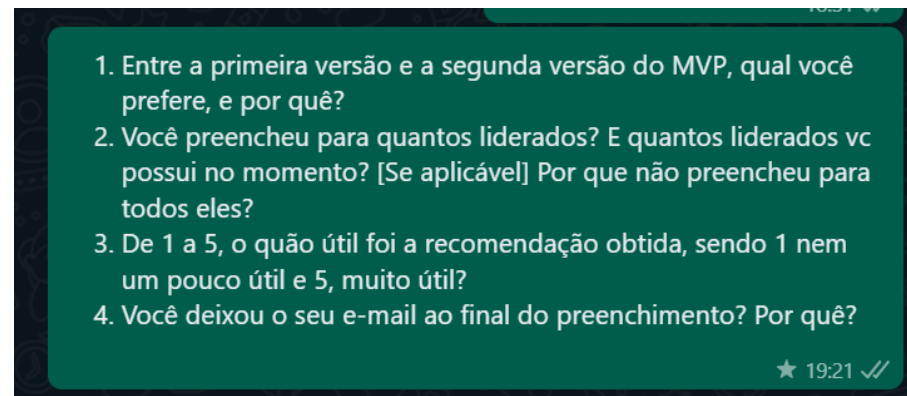 1. Entre a primeira versão e a segunda versão do MVP, qual você
prefere, e por quê?
2. Você preencheu para quantos liderados? E quantos liderados vc
possui no momento? [Se aplicável] Por que não preencheu para
todos eles?
3. De 1 a 5, o quão útil foi a recomendação obtida, sendo 1 nem
um pouco útil e 5, muito útil?
4. Você deixou o seu e-mail ao final do preenchimento? Por quê?
19:21